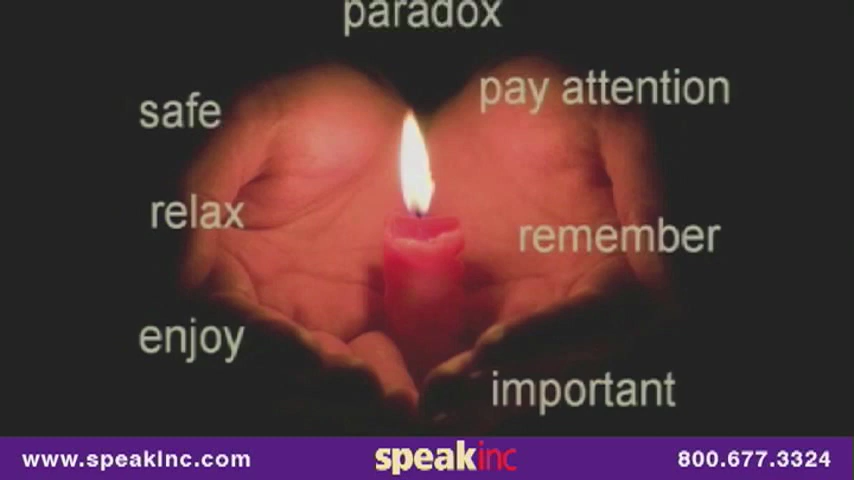 paradox
safe
pay attention
relax
remember
enjoy
important
www.speakInc.com
speakinc
800.677.3324